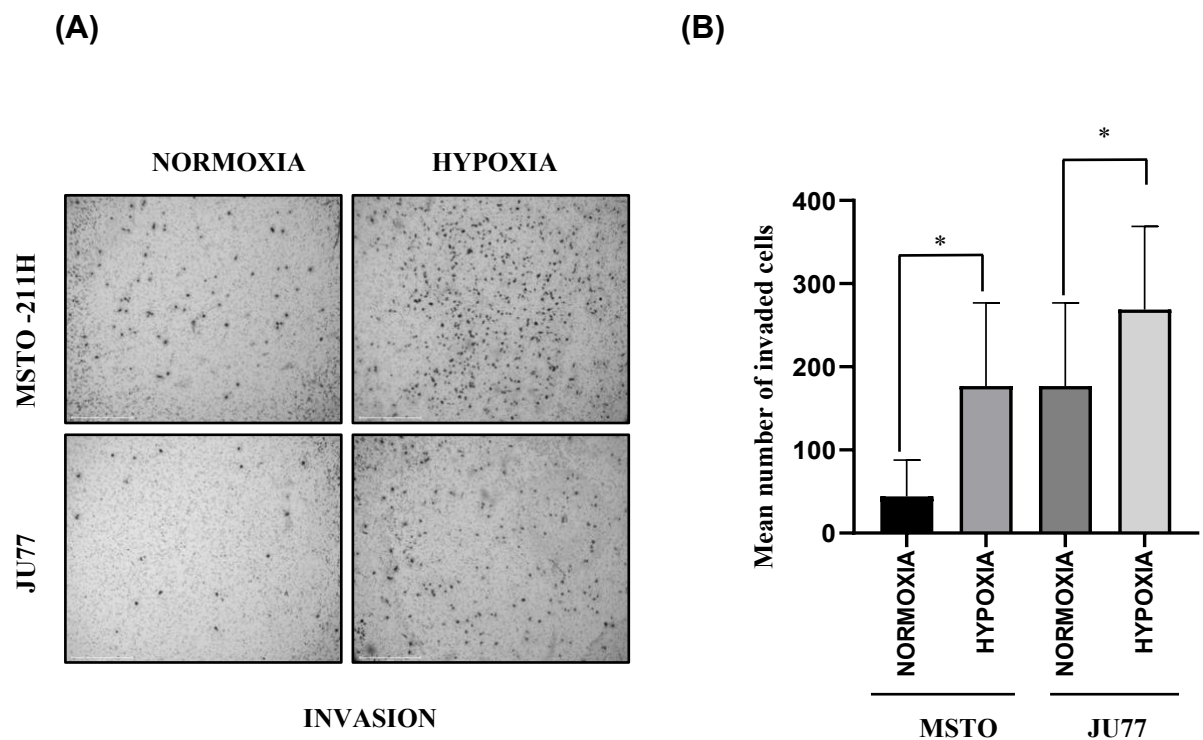 (A)
(B)
NORMOXIA
HYPOXIA
MSTO -211H
JU77
INVASION
Mean number of invaded cells
400
300
200
100
0
*
*
NORMOXIA
HYPOXIA
NORMOXIA
HYPOXIA
MSTO
JU77